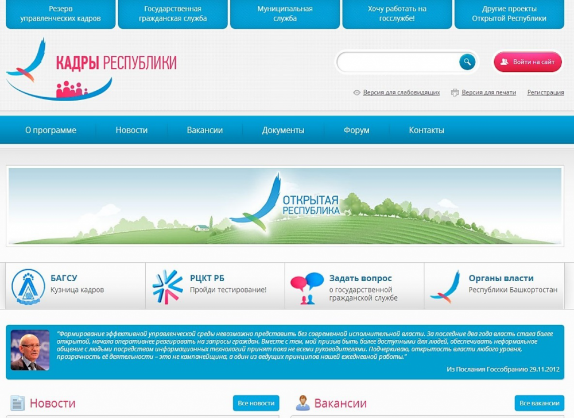 Резерв
управленческих кадров
Государственная
гражданская служба
Муниципальная
служба
Хочу работать на
госслужбе!
Другие проекты
Открытой Республики
КАДРЫ РЕСПУБЛИКИ
Войти на сайт
Версия для слабовидящих
Версия для печати
Регистрация
О программе
Новости
Вакансии
Документы
Форум
Контакты
ОТКРЫТАЯ
РЕСПУБЛИКА
БАГСУ
Кузница кадров
РЦКТ РБ
Пройди тестирование!
Задать вопрос
о государственной
гражданской службе
Органы власти
Республики Башкортостан
"Формирование эффективной управленческой среды невозможно представить без современной исполнительной власти. За последние два года власть стала более
открытой, начала оперативнее реагировать на запросы граждан. Вместе с тем, мой призыв быть более доступными для людей, обеспечивать неформальное
общение с людьми посредством информационных технологий принят пока не всеми руководителями. Подчеркиваю, открытость власти любого уровня,
прозрачность её деятельности – это не кампанейщина, а один из ведущих принципов нашей ежедневной работы."
Из Послания Госсобранию 29.11.2012
Новости
Все новости
Вакансии
Все вакансии